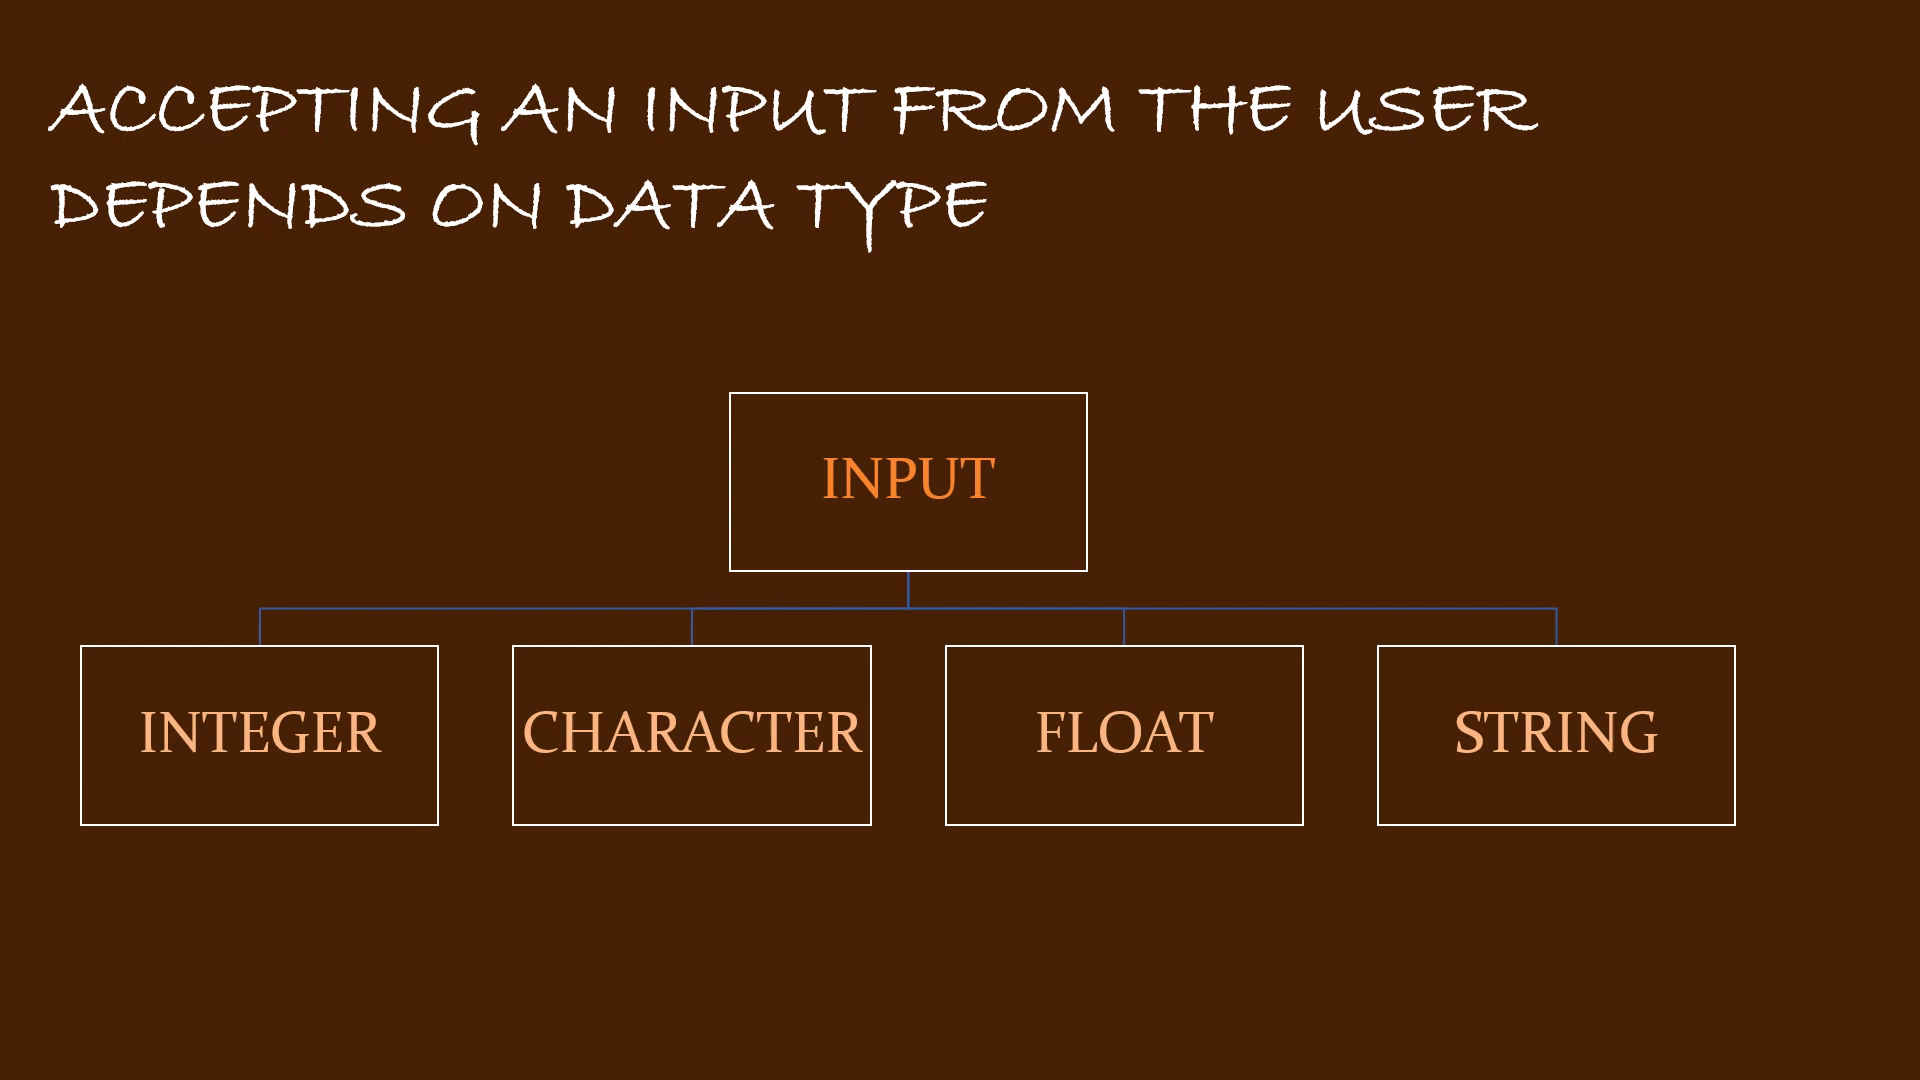 ACCEPTING AN INPUT FROM THE USER
DEPENDS ON DATA TYPE
INPUT
INTEGER
CHARACTER
FLOAT
STRING